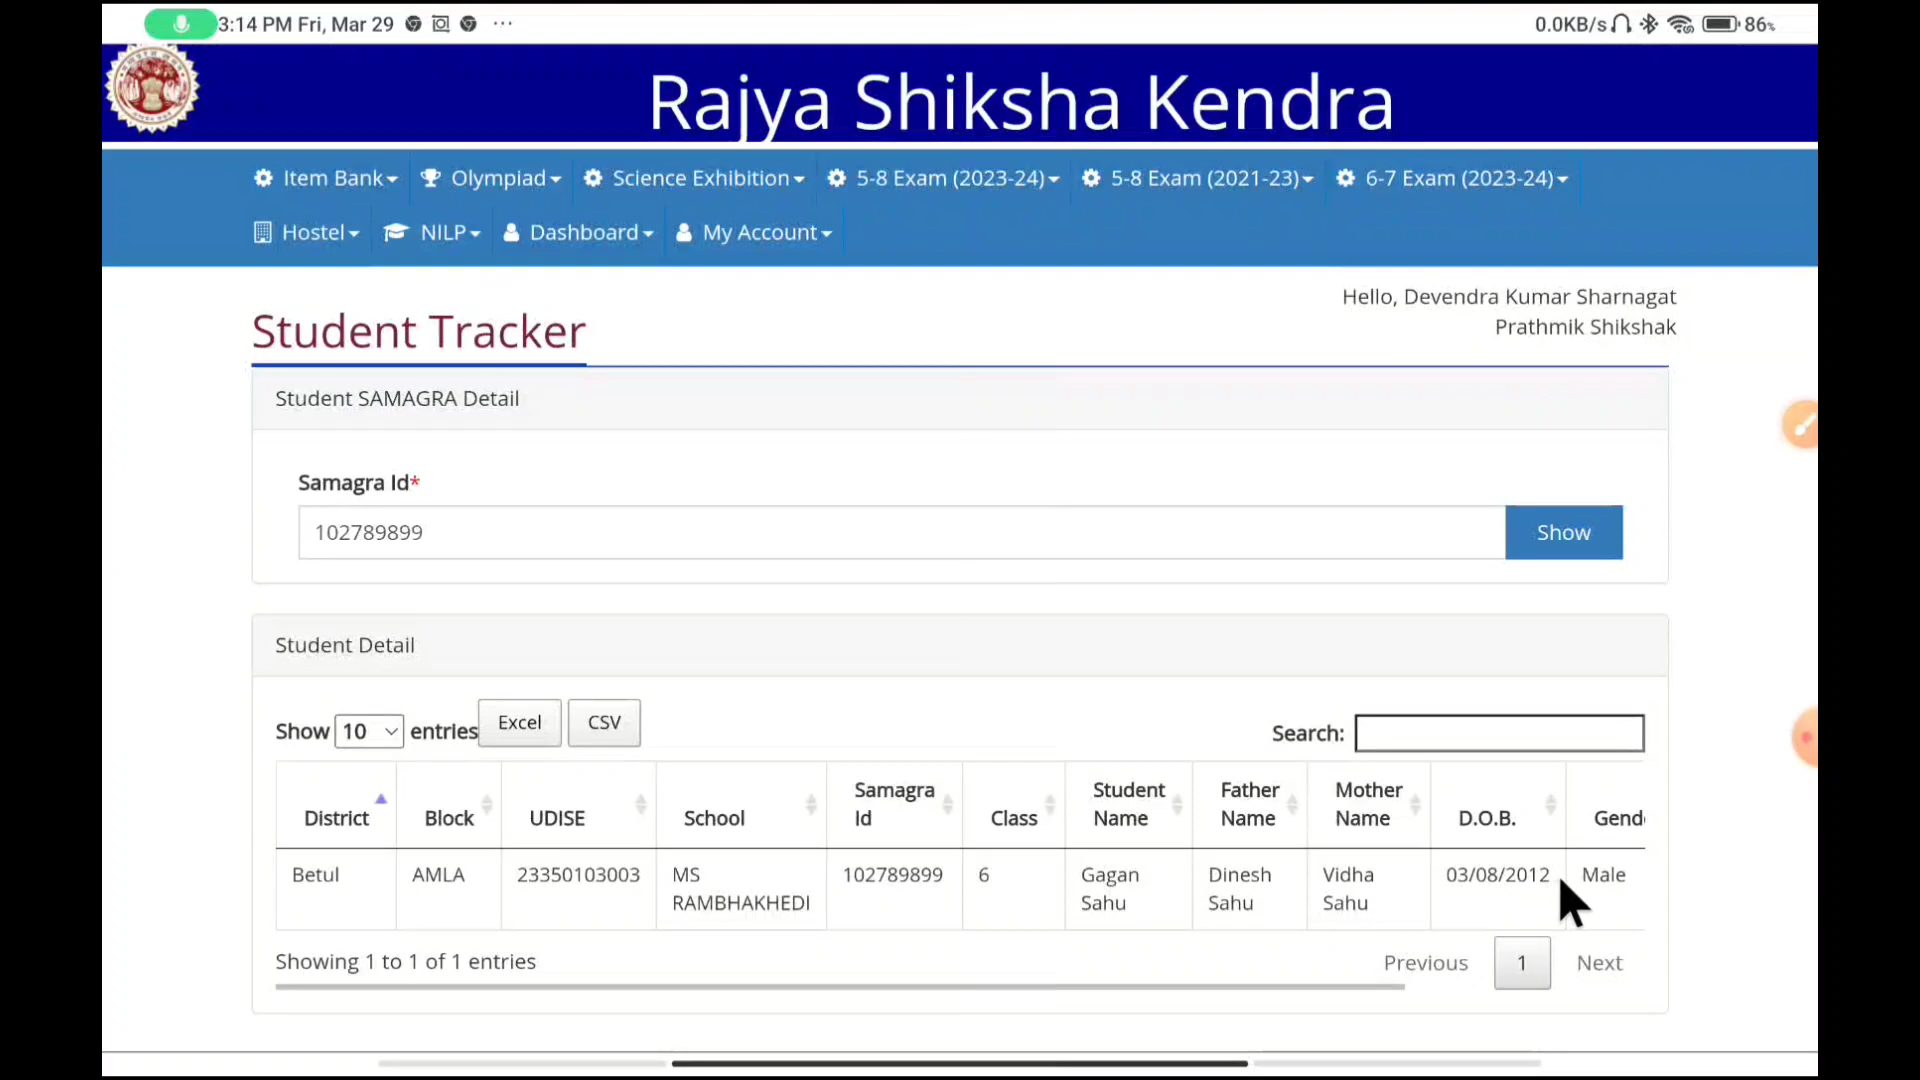 3:14 PM Fri, Mar 29 ...
0.0KB/s 86%
Rajya Shiksha Kendra
Item Bank Olympiad Science Exhibition 5-8 Exam (2023-24) 5-8 Exam (2021-23) 6-7 Exam (2023-24)
Hostel NILP Dashboard My Account
Hello, Devendra Kumar Sharnagat
Prathmik Shikshak
Student Tracker
Student SAMAGRA Detail
Samagra Id*
102789899
Show
Student Detail
Show 10 entries Excel CSV
Search:
District Block UDISE School Samagra Id Class Student Name Father Name Mother Name D.O.B. Gend
Betul AMLA 23350103003 MS RAMBHAKHEDI 102789899 6 Gagan Sahu Dinesh Sahu Vidha Sahu 03/08/2012 Male
Showing 1 to 1 of 1 entries
Previous 1 Next